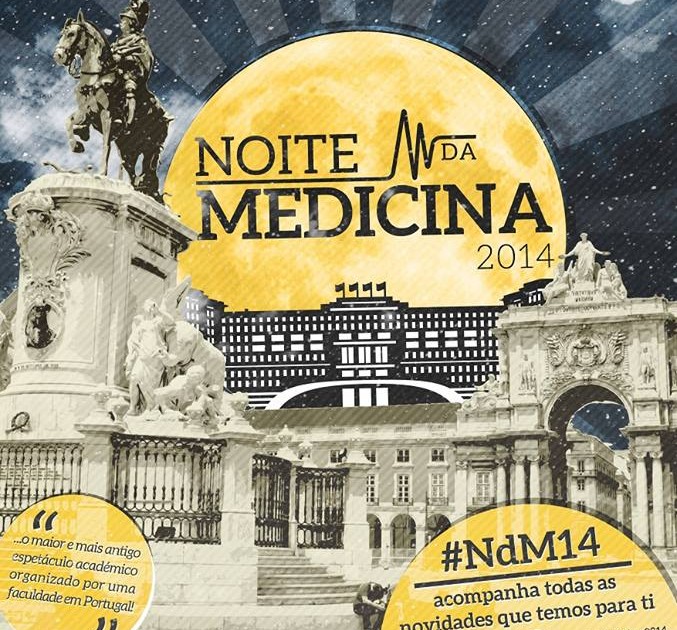 NOITE DA
MEDICINA
2014
“
...o maior e mais antigo
espetáculo académico
organizado por uma
faculdade em Portugal!
”
#NdM14
acompanha todas as
novidades que temos para ti